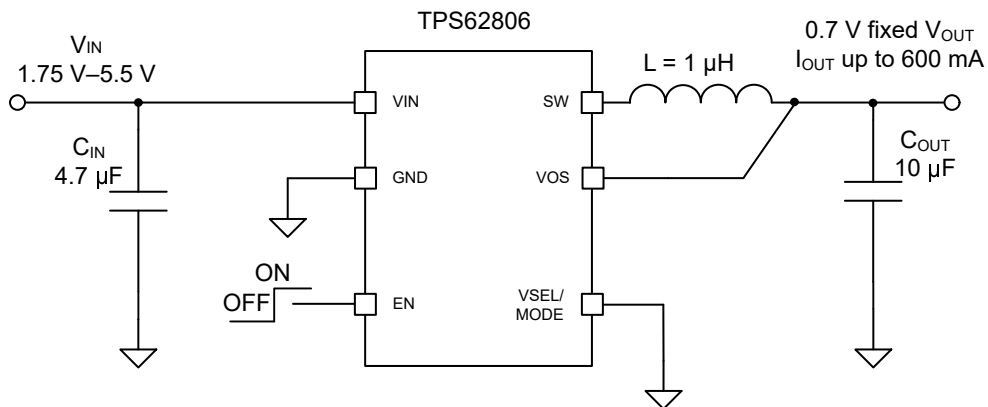 TPS62806
VIN
1.75 V–5.5 V
0.7 V fixed VOUT
IOUT up to 600 mA
L = 1 µH
VIN
SW
CIN
4.7 µF
GND
VOS
COUT
10 µF
ON
OFF
EN
VSEL/
MODE